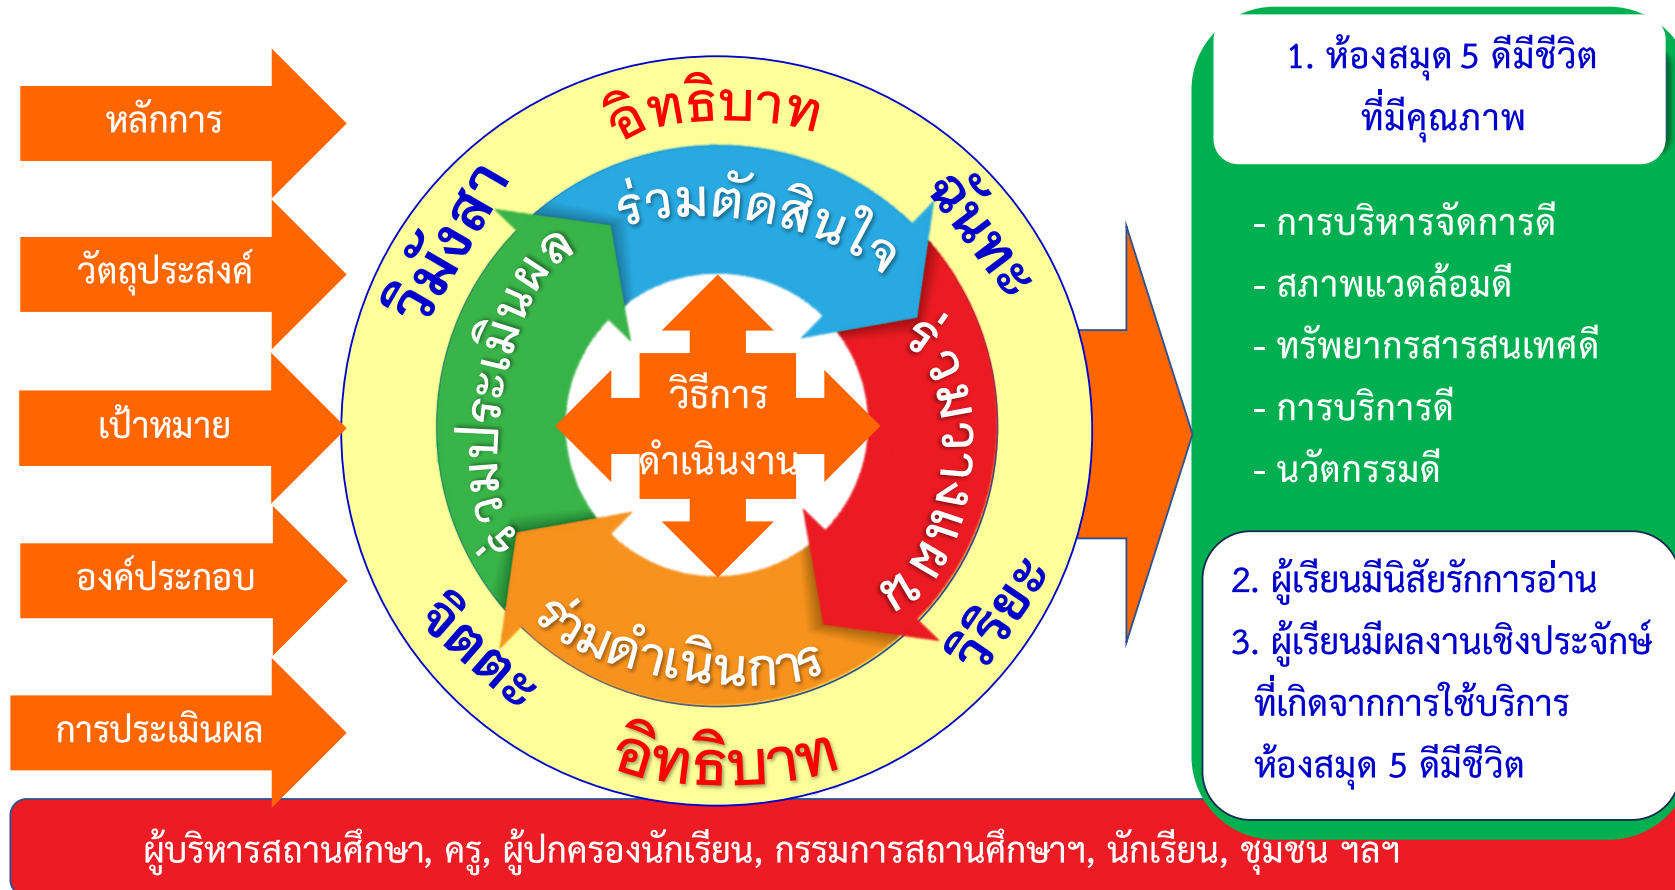 หลักการ
วัตถุประสงค์
เป้าหมาย
องค์ประกอบ
การประเมินผล
อิทธิบาท
ฉันทะ
วิริยะ
จิตตะ
วิมังสา
อิทธิบาท
ร่วมตัดสินใจ
ร่วมวางแผน
ร่วมดำเนินการ
ร่วมประเมินผล
วิธีการ
ดำเนินงาน
1. ห้องสมุด 5 ดีมีชีวิต
ที่มีคุณภาพ
- การบริหารจัดการดี
- สภาพแวดล้อมดี
- ทรัพยากรสารสนเทศดี
- การบริการดี
- นวัตกรรมดี
2. ผู้เรียนมีนิสัยรักการอ่าน
3. ผู้เรียนมีผลงานเชิงประจักษ์
ที่เกิดจากการใช้บริการ
ห้องสมุด 5 ดีมีชีวิต
ผู้บริหารสถานศึกษา, ครู, ผู้ปกครองนักเรียน, กรรมการสถานศึกษาฯ, นักเรียน, ชุมชน ฯลฯ